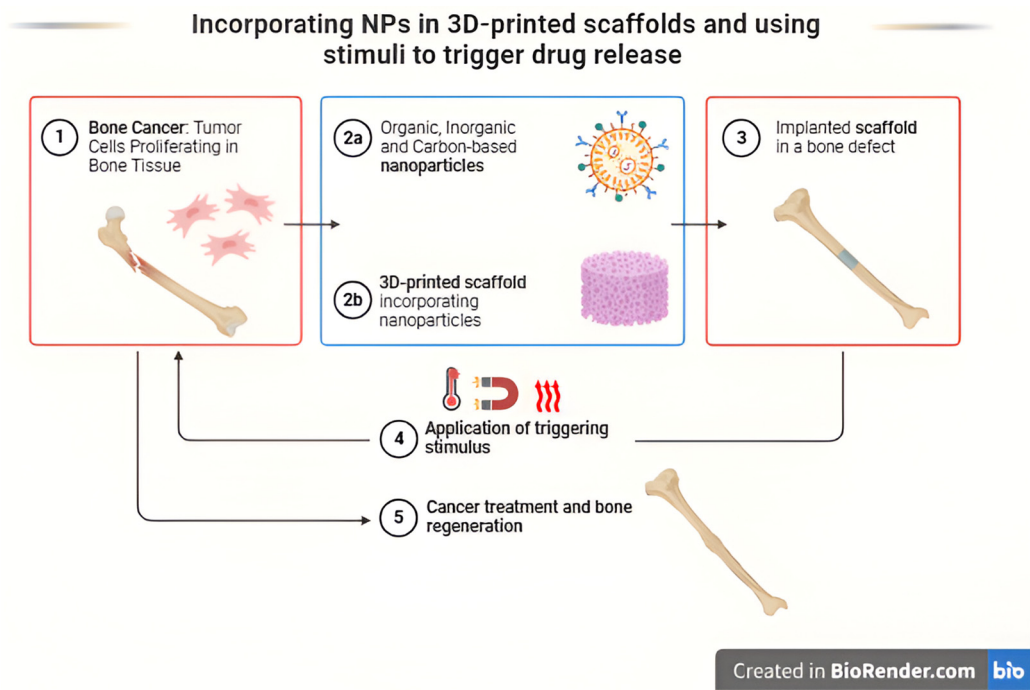 Incorporating NPs in 3D-printed scaffolds and using
stimuli to trigger drug release
1
Bone Cancer: Tumor
Cells Proliferating in
Bone Tissue
2a
Organic, Inorganic
and Carbon-based
nanoparticles
2b
3D-printed scaffold
incorporating
nanoparticles
3
Implanted scaffold
in a bone defect
4
Application of triggering
stimulus
5
Cancer treatment and bone
regeneration
Created in BioRender.com bio